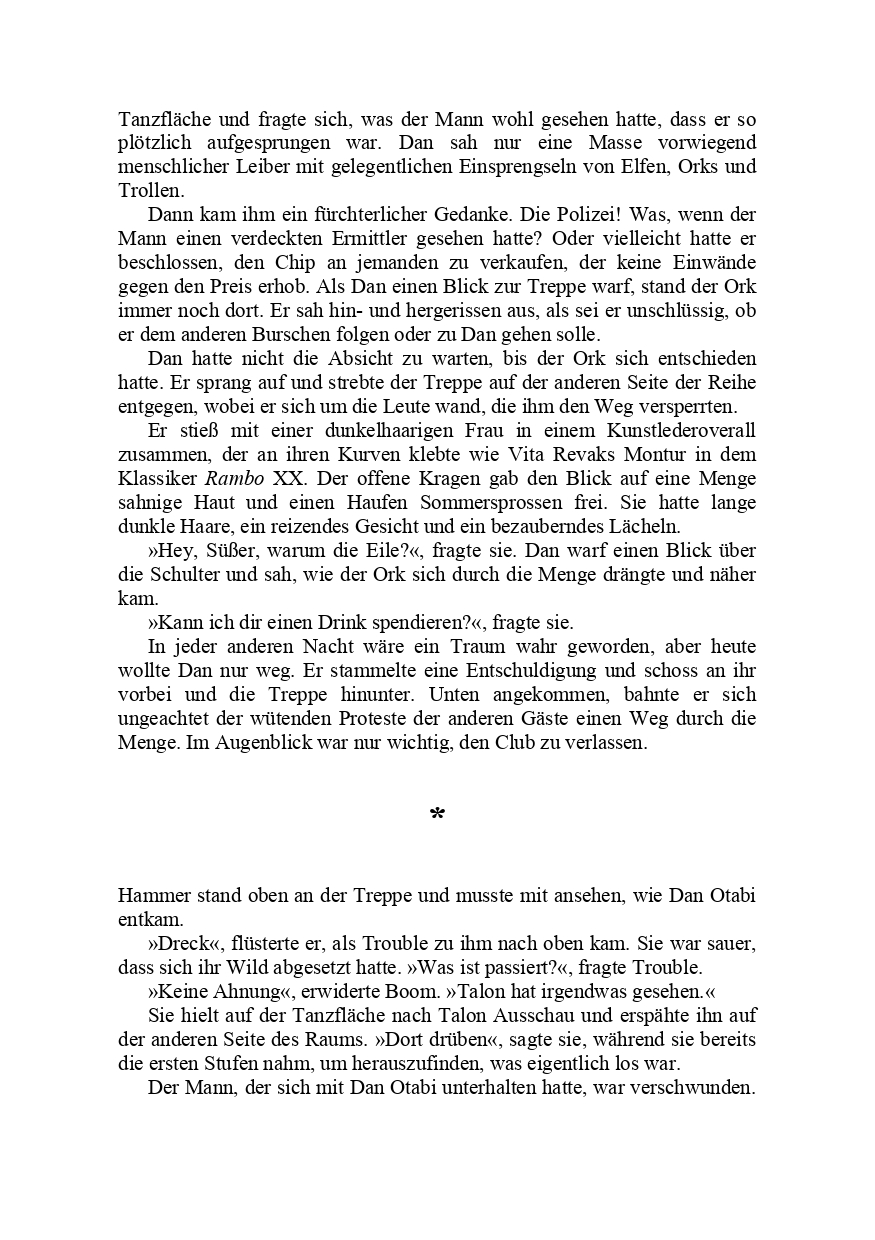 Tanzfläche und fragte sich, was der Mann wohl gesehen hatte, dass er so
plötzlich aufgesprungen war. Dan sah nur eine Masse vorwiegend
menschlicher Leiber mit gelegentlichen Einsprengseln von Elfen, Orks und
Trollen.
Dann kam ihm ein fürchterlicher Gedanke. Die Polizei! Was, wenn der
Mann einen verdeckten Ermittler gesehen hatte? Oder vielleicht hatte er
beschlossen, den Chip an jemanden zu verkaufen, der keine Einwände
gegen den Preis erhob. Als Dan einen Blick zur Treppe warf, stand der Ork
immer noch dort. Er sah hin- und hergerissen aus, als sei er unschlüssig, ob
er dem anderen Burschen folgen oder zu Dan gehen solle.
Dan hatte nicht die Absicht zu warten, bis der Ork sich entschieden
hatte. Er sprang auf und strebte der Treppe auf der anderen Seite der Reihe
entgegen, wobei er sich um die Leute wand, die ihm den Weg versperrten.
Er stieß mit einer dunkelhaarigen Frau in einem Kunstlederoverall
zusammen, der an ihren Kurven klebte wie Vita Revaks Montur in dem
Klassiker Rambo XX. Der offene Kragen gab den Blick auf eine Menge
sahnige Haut und einen Haufen Sommersprossen frei. Sie hatte lange
dunkle Haare, ein reizendes Gesicht und ein bezauberndes Lächeln.
»Hey, Süßer, warum die Eile?«, fragte sie. Dan warf einen Blick über
die Schulter und sah, wie der Ork sich durch die Menge drängte und näher
kam.
»Kann ich dir einen Drink spendieren?«, fragte sie.
In jeder anderen Nacht wäre ein Traum wahr geworden, aber heute
wollte Dan nur weg. Er stammelte eine Entschuldigung und schoss an ihr
vorbei und die Treppe hinunter. Unten angekommen, bahnte er sich
ungeachtet der wütenden Proteste der anderen Gäste einen Weg durch die
Menge. Im Augenblick war nur wichtig, den Club zu verlassen.
*
Hammer stand oben an der Treppe und musste mit ansehen, wie Dan Otabi
entkam.
»Dreck«, flüsterte er, als Trouble zu ihm nach oben kam. Sie war sauer,
dass sich ihr Wild abgesetzt hatte. »Was ist passiert?«, fragte Trouble.
»Keine Ahnung«, erwiderte Boom. »Talon hat irgendwas gesehen.«
Sie hielt auf der Tanzfläche nach Talon Ausschau und erspähte ihn auf
der anderen Seite des Raums. »Dort drüben«, sagte sie, während sie bereits
die ersten Stufen nahm, um herauszufinden, was eigentlich los war.
Der Mann, der sich mit Dan Otabi unterhalten hatte, war verschwunden.